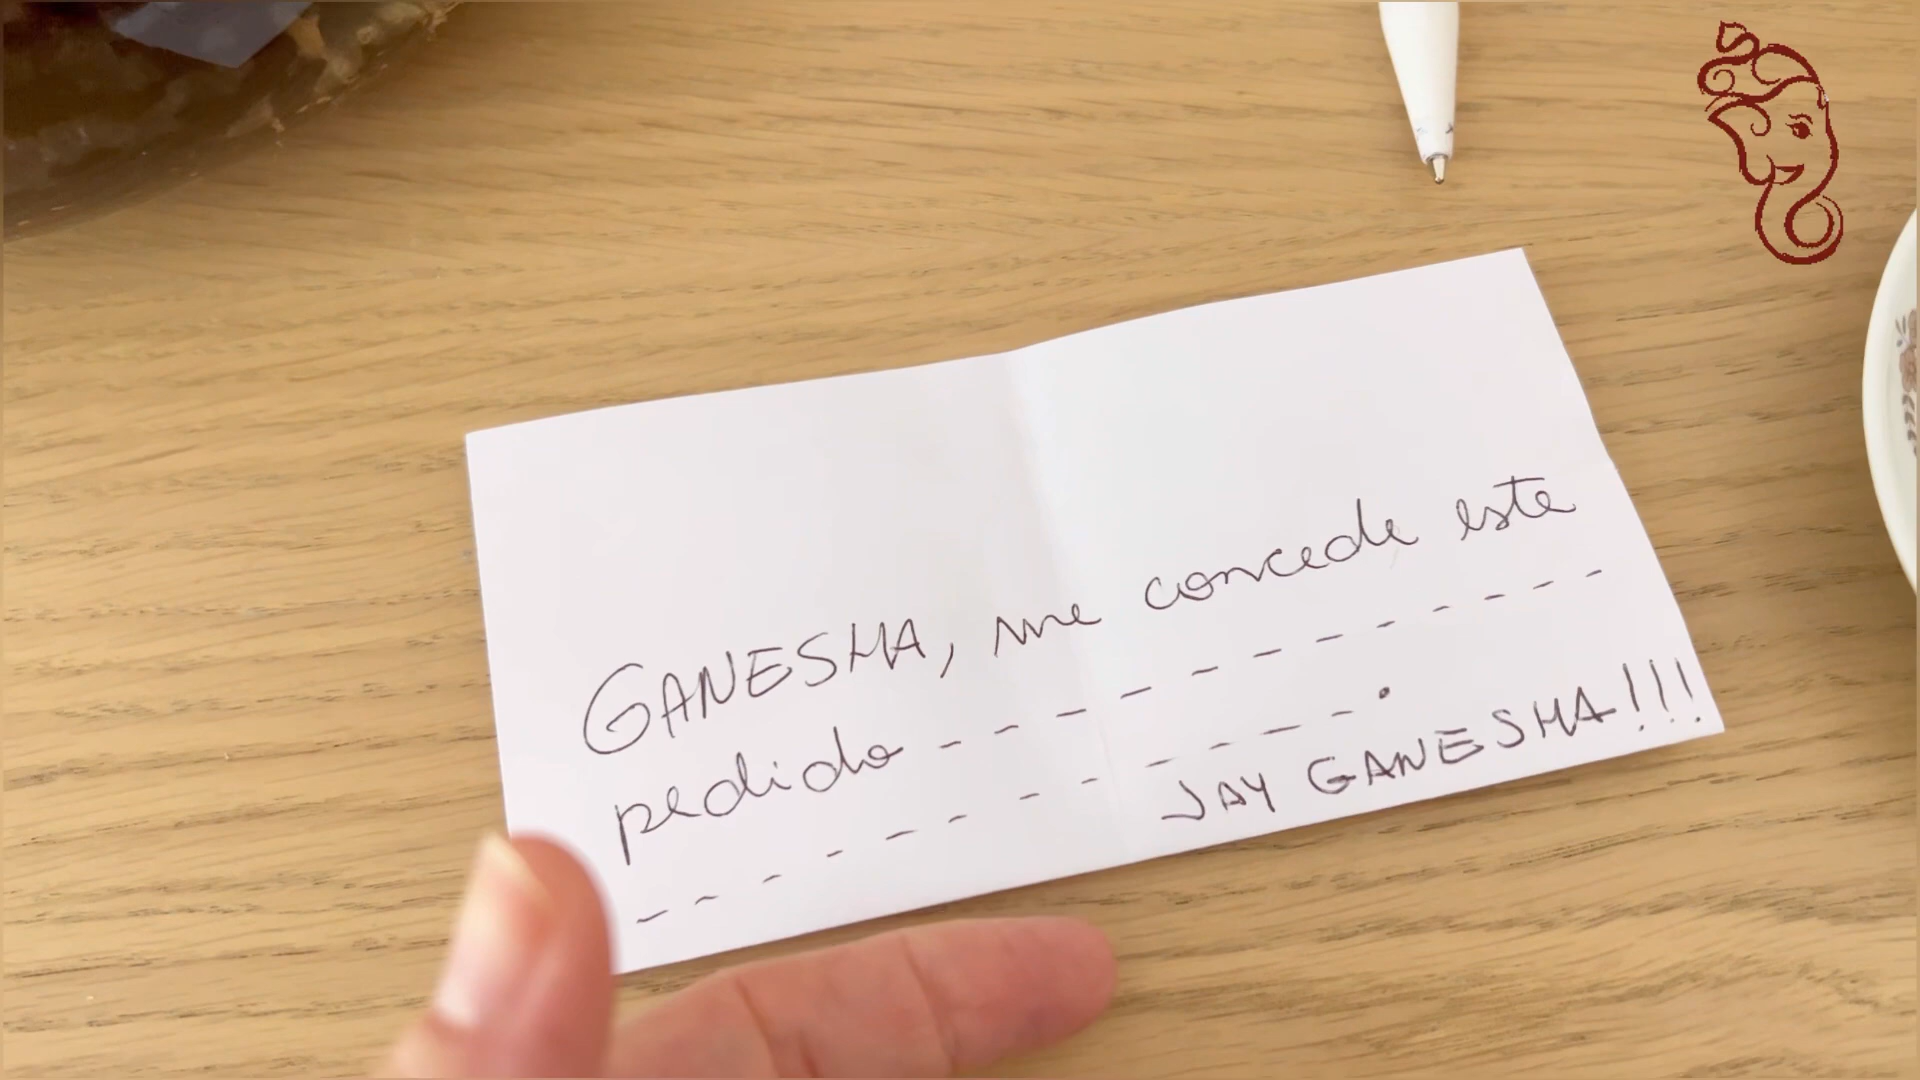 GANESHA, me concede este
pedido - - - - - - - - - - - -
- - - - - - - - - - - - .
JAY GANESHA!!!